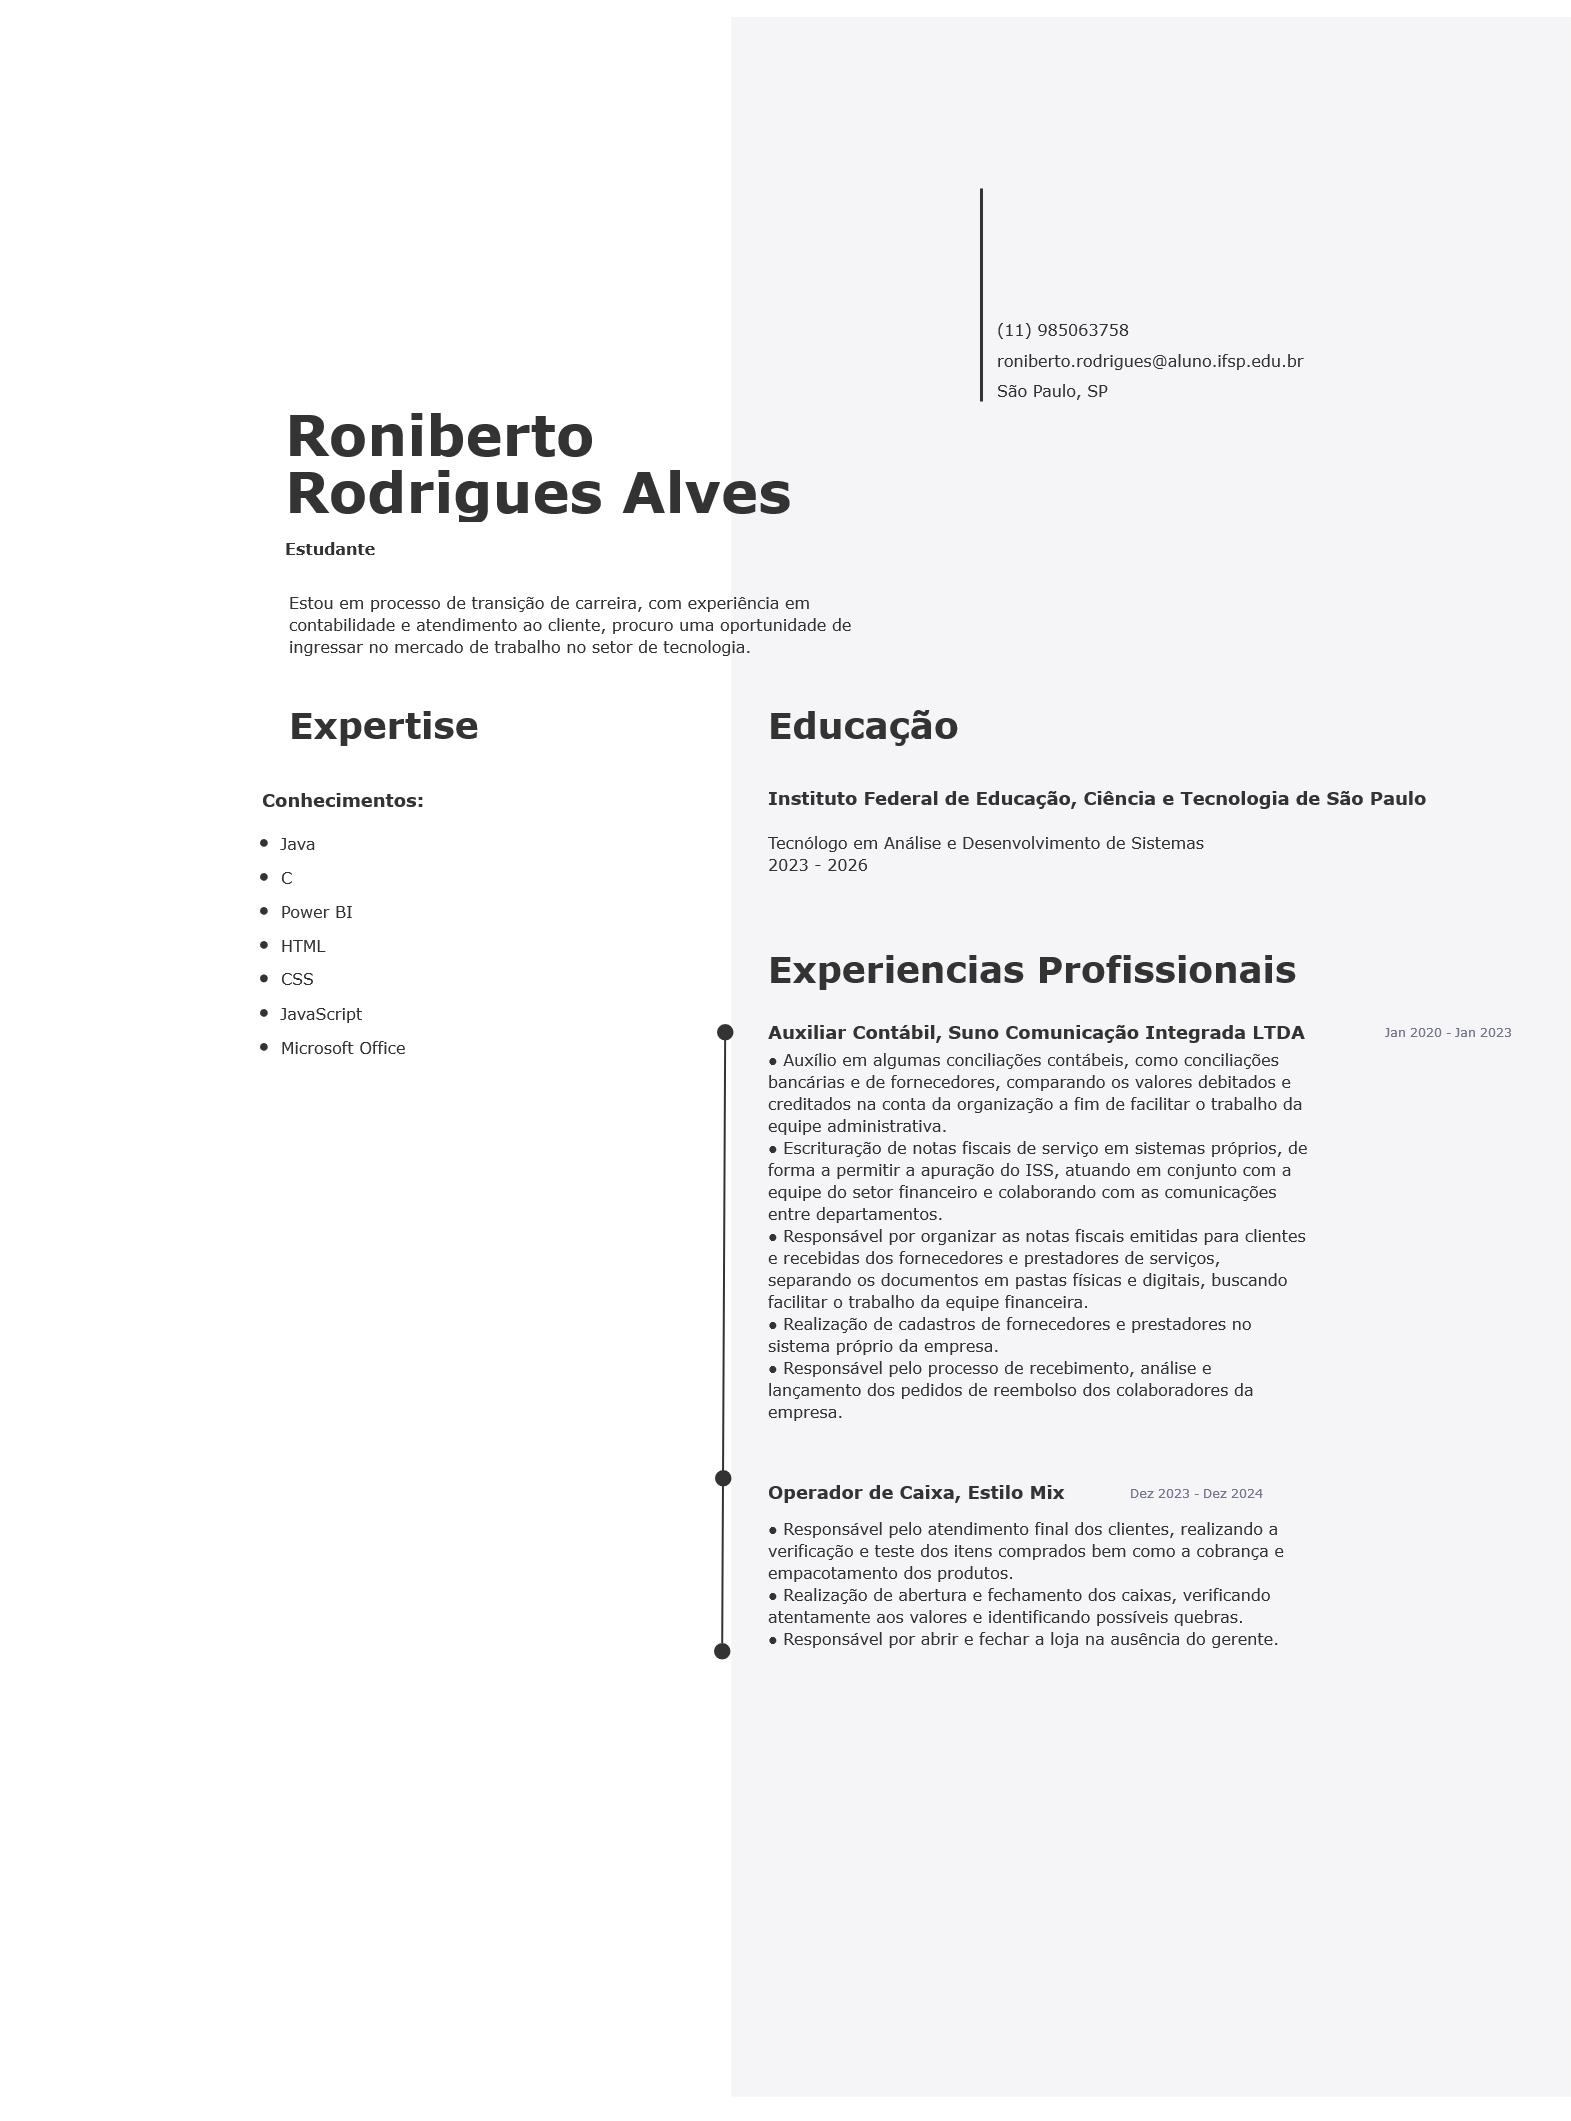 (11) 985063758
roniberto.rodrigues@aluno.ifsp.edu.br
São Paulo, SP
Roniberto
Rodrigues Alves
Estudante
Estou em processo de transição de carreira, com experiência em
contabilidade e atendimento ao cliente, procuro uma oportunidade de
ingressar no mercado de trabalho no setor de tecnologia.
Expertise
Conhecimentos:
• Java
• C
• Power BI
• HTML
• CSS
• JavaScript
• Microsoft Office
Educação
Instituto Federal de Educação, Ciência e Tecnologia de São Paulo
Tecnólogo em Análise e Desenvolvimento de Sistemas
2023 - 2026
Experiencias Profissionais
Auxiliar Contábil, Suno Comunicação Integrada LTDA Jan 2020 - Jan 2023
● Auxílio em algumas conciliações contábeis, como conciliações
bancárias e de fornecedores, comparando os valores debitados e
creditados na conta da organização a fim de facilitar o trabalho da
equipe administrativa.
● Escrituração de notas fiscais de serviço em sistemas próprios, de
forma a permitir a apuração do ISS, atuando em conjunto com a
equipe do setor financeiro e colaborando com as comunicações
entre departamentos.
● Responsável por organizar as notas fiscais emitidas para clientes
e recebidas dos fornecedores e prestadores de serviços,
separando os documentos em pastas físicas e digitais, buscando
facilitar o trabalho da equipe financeira.
● Realização de cadastros de fornecedores e prestadores no
sistema próprio da empresa.
● Responsável pelo processo de recebimento, análise e
lançamento dos pedidos de reembolso dos colaboradores da
empresa.
Operador de Caixa, Estilo Mix Dez 2023 - Dez 2024
● Responsável pelo atendimento final dos clientes, realizando a
verificação e teste dos itens comprados bem como a cobrança e
empacotamento dos produtos.
● Realização de abertura e fechamento dos caixas, verificando
atentamente aos valores e identificando possíveis quebras.
● Responsável por abrir e fechar a loja na ausência do gerente.